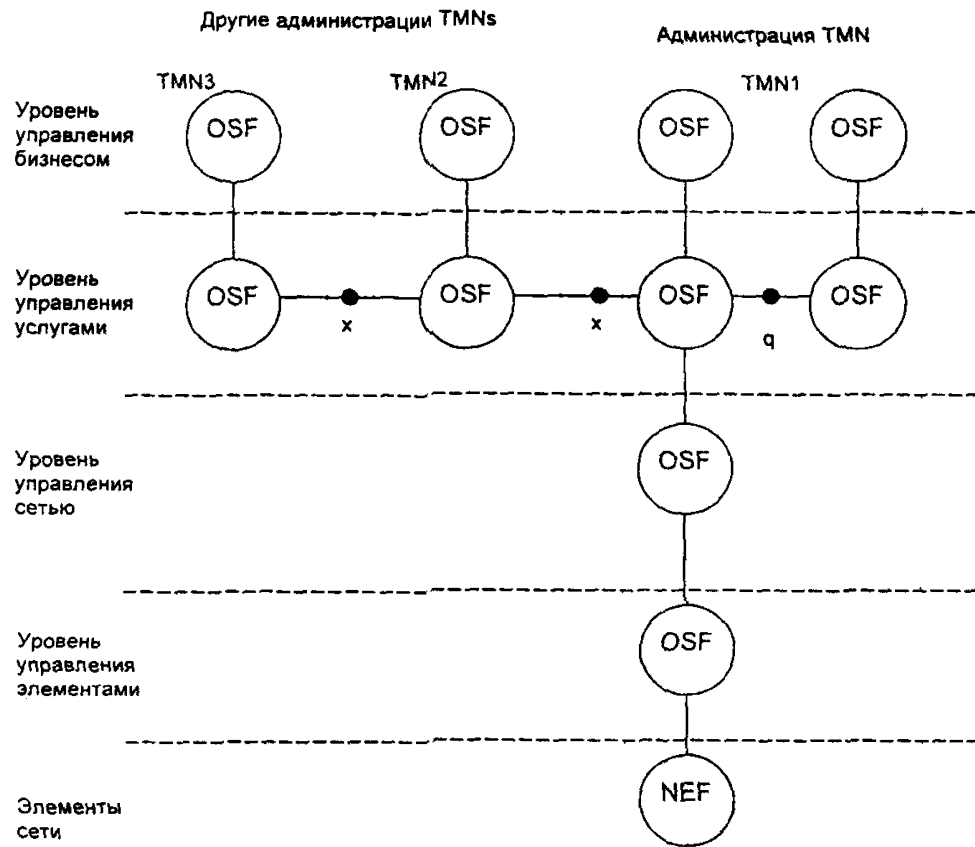 Другие администрации TMNs
Администрация TMN
TMN3
TMN2
TMN1
Уровень
управления
бизнесом
OSF
OSF
OSF
OSF
Уровень
управления
услугами
OSF
OSF
OSF
OSF
x
x
q
Уровень
управления
сетью
OSF
Уровень
управления
элементами
OSF
Элементы
сети
NEF